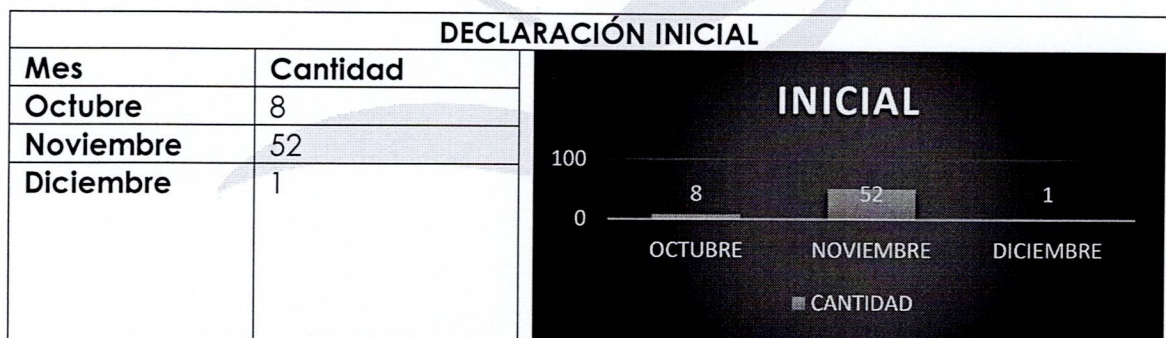 DECLARACIÓN INICIAL
Mes Cantidad
Octubre 8
Noviembre 52
Diciembre 1
INICIAL
100
8 52 1
0
OCTUBRE NOVIEMBRE DICIEMBRE
CANTIDAD